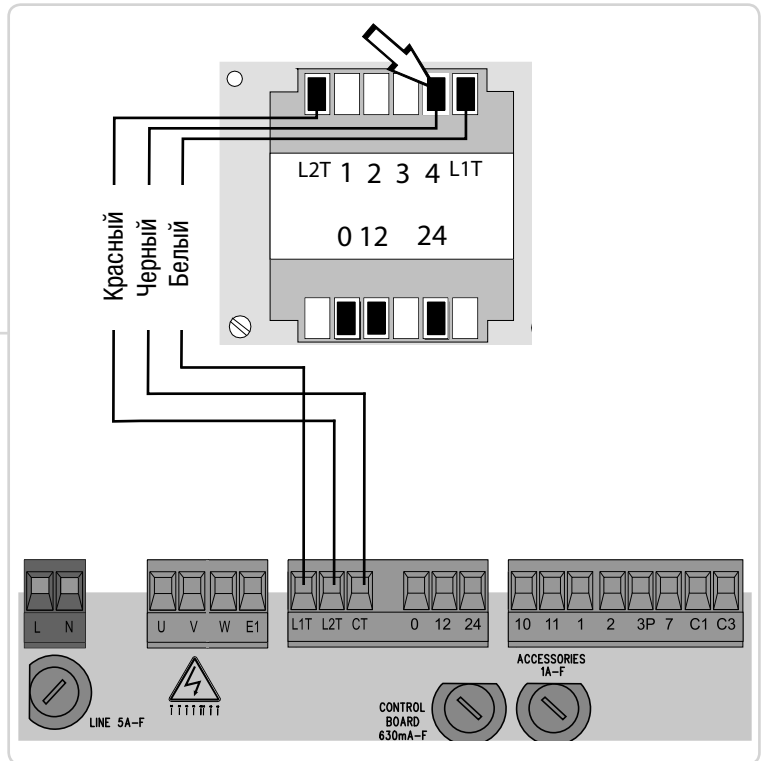 L2T 1 2 3 4 L1T
0 12 24
Красный
Черный
Белый
L N
U V W E1
L1T L2T CT
0 12 24
10 11 1 2 3P 7 C1 C3
LINE 5A-F
CONTROL
BOARD
630mA-F
ACCESSORIES
1A-F